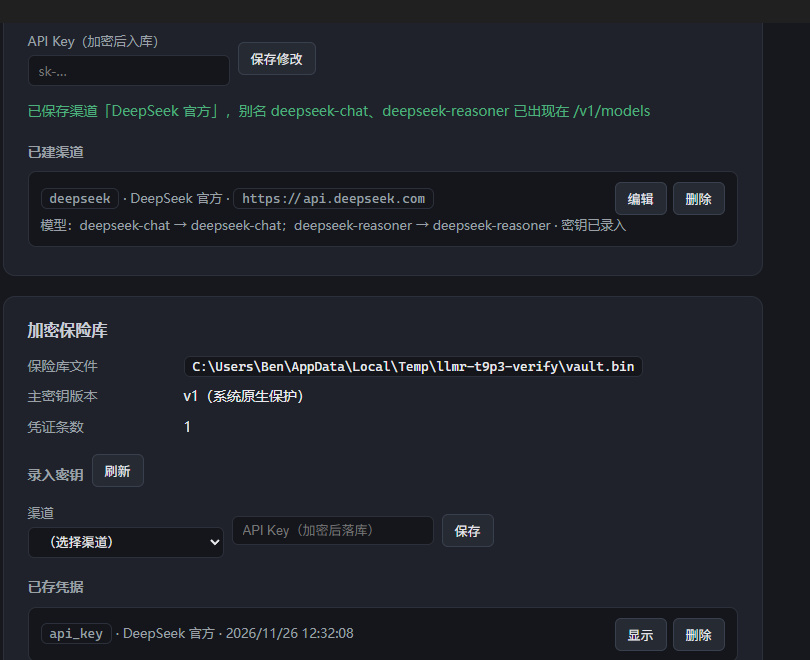 API Key（加密后入库）
sk-...
保存修改
已保存渠道「DeepSeek 官方」，别名 deepseek-chat、deepseek-reasoner 已出现在 /v1/models
已建渠道
deepseek · DeepSeek 官方 · https://api.deepseek.com 编辑 删除
模型：deepseek-chat → deepseek-chat；deepseek-reasoner → deepseek-reasoner · 密钥已录入
加密保险库
保险库文件 C:\Users\Ben\AppData\Local\Temp\llmr-t9p3-verify\vault.bin
主密钥版本 v1（系统原生保护）
凭证条数 1
录入密钥 刷新
渠道
（选择渠道） API Key（加密后落库） 保存
已存凭据
api_key · DeepSeek 官方 · 2026/11/26 12:32:08 显示 删除